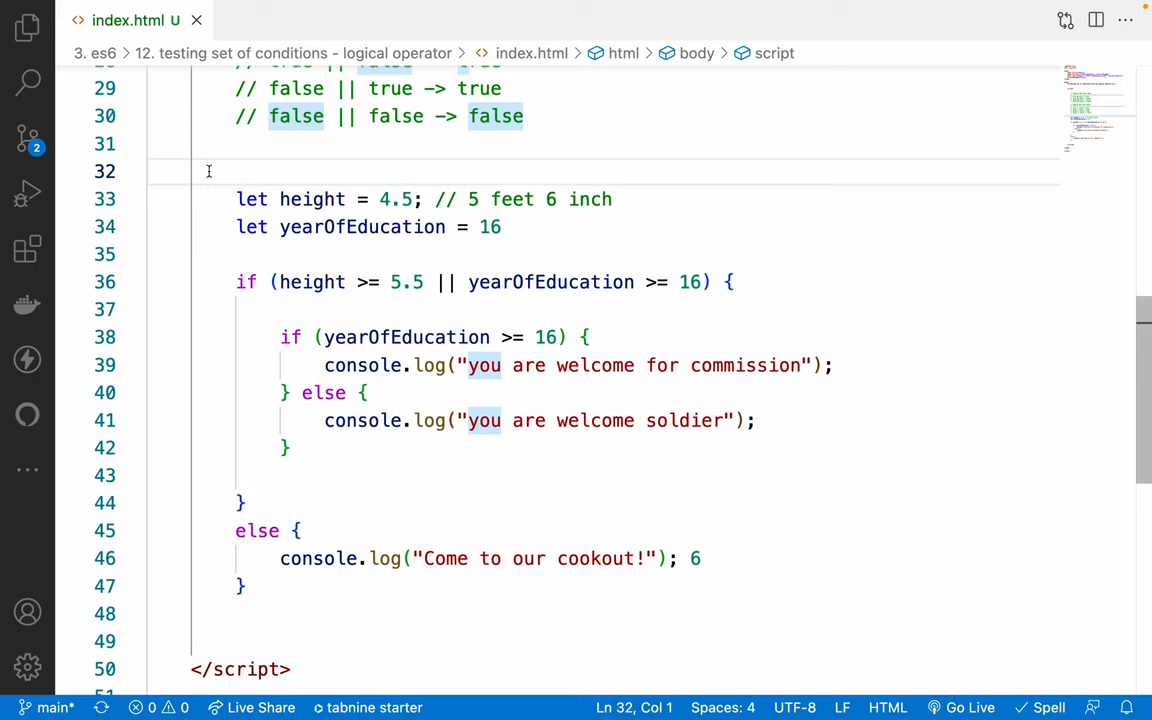 index.html U
3. es6 > 12. testing set of conditions - logical operator > index.html > html > body > script
// true || false -> true
29 // false || true -> true
30 // false || false -> false
31
32
33 let height = 4.5; // 5 feet 6 inch
34 let yearOfEducation = 16
35
36 if (height >= 5.5 || yearOfEducation >= 16) {
37
38 if (yearOfEducation >= 16) {
39 console.log("you are welcome for commission");
40 } else {
41 console.log("you are welcome soldier");
42 }
43
44 }
45 else {
46 console.log("Come to our cookout!"); 6
47 }
48
49
50 </script>
2
main* 0 0 Live Share tabnine starter Ln 32, Col 1 Spaces: 4 UTF-8 LF HTML Go Live Spell